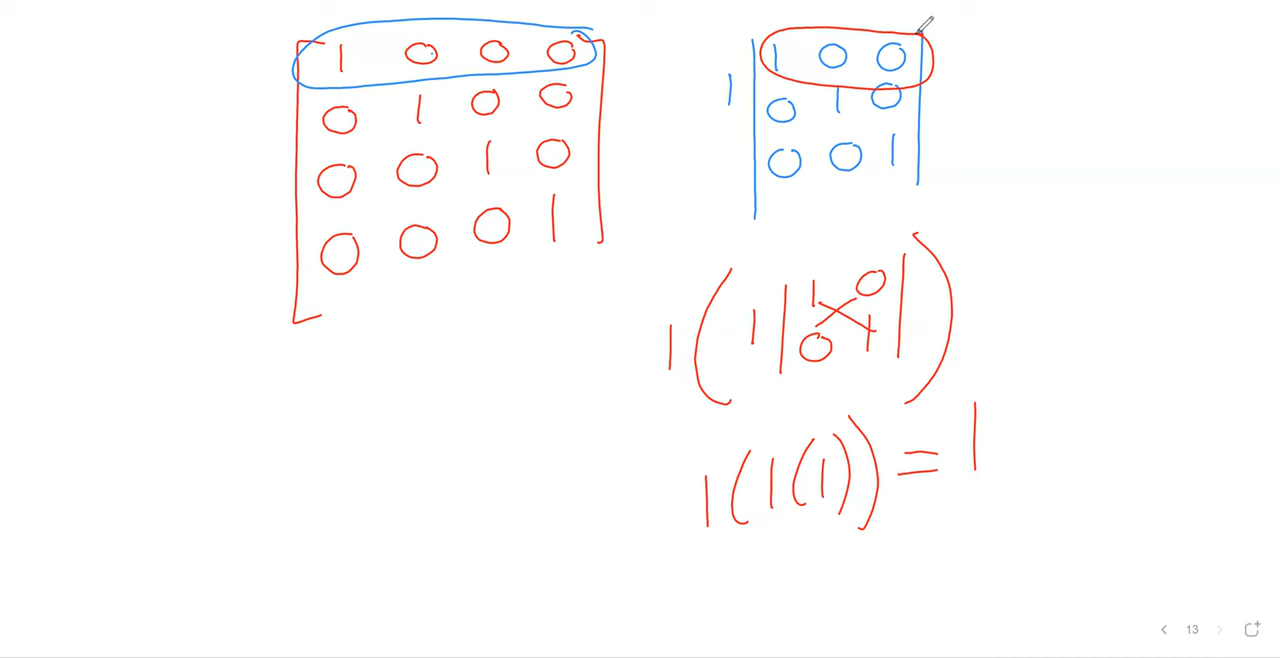 1 0 0 0
0 1 0 0
0 0 1 0
0 0 0 1
1 | 1 0 0 |
| 0 1 0 |
| 0 0 1 |
1 ( 1 | 1 0 | )
| 0 1 |
1(1(1)) = 1
13